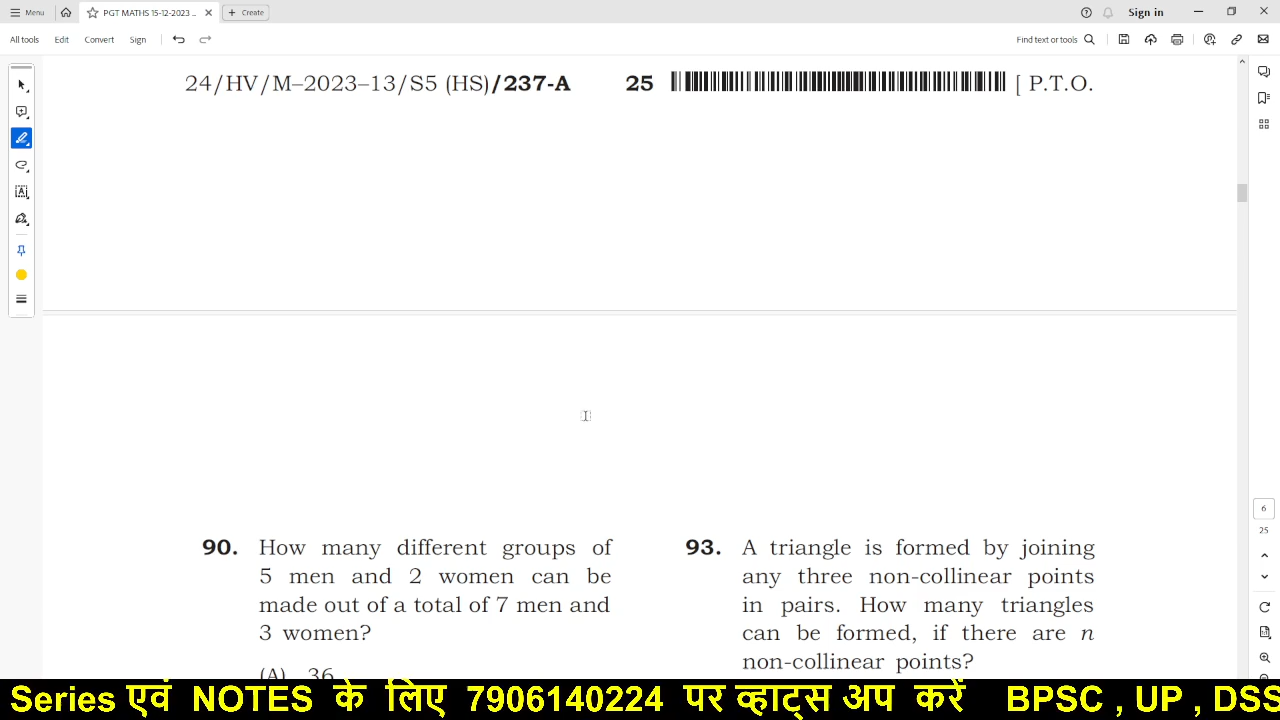 Menu
PGT MATHS 15-12-2023 ...
Create
Sign in
All tools Edit Convert Sign
Find text or tools
24/HV/M–2023–13/S5 (HS)/237-A 25 [ P.T.O.
90. How many different groups of
5 men and 2 women can be
made out of a total of 7 men and
3 women?
(A) 36
93. A triangle is formed by joining
any three non-collinear points
in pairs. How many triangles
can be formed, if there are n
non-collinear points?
6
25
Series एवं NOTES के लिए 7906140224 पर व्हाट्स अप करें BPSC , UP , DSS